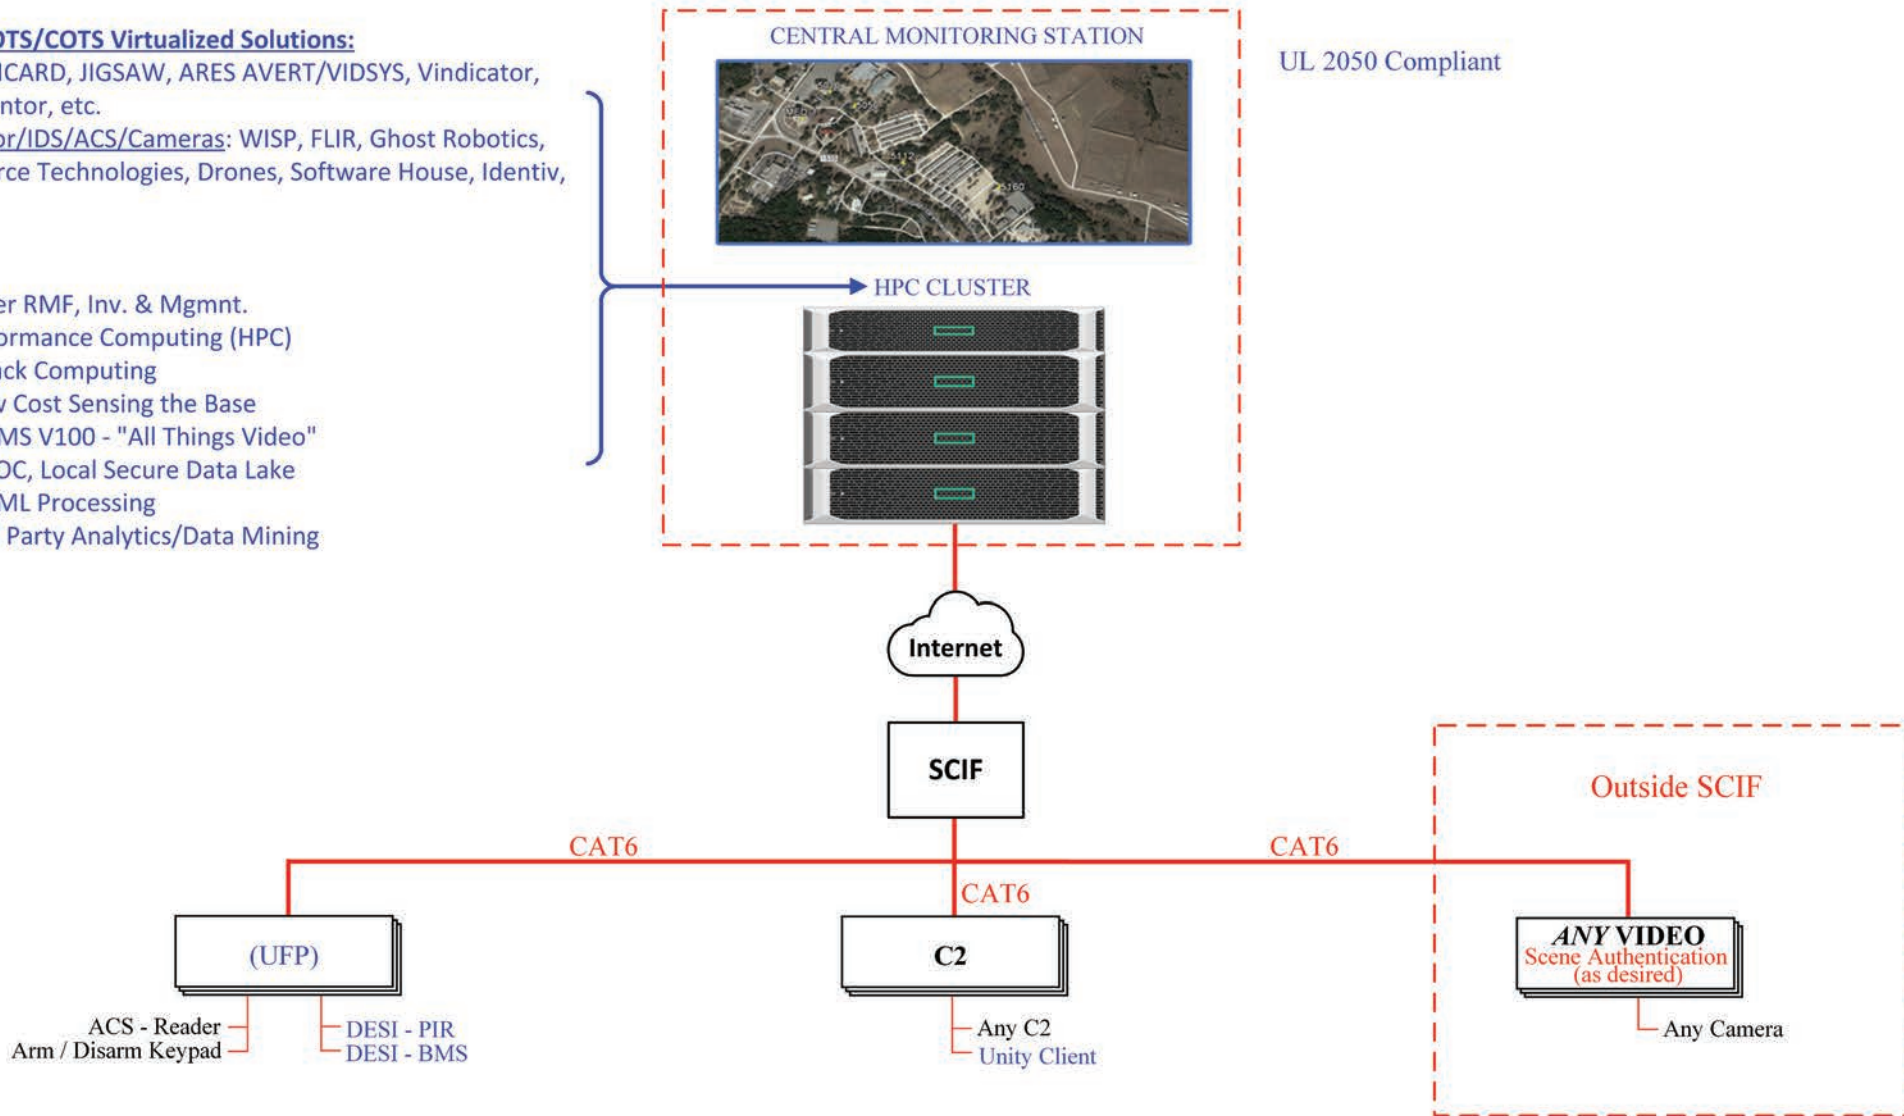 OTS/COTS Virtualized Solutions:
ICARD, JIGSAW, ARES AVERT/VIDSYS, Vindicator,
ntor, etc.
or/IDS/ACS/Cameras: WISP, FLIR, Ghost Robotics,
rce Technologies, Drones, Software House, Identiv,
er RMF, Inv. & Mgmnt.
ormance Computing (HPC)
ack Computing
w Cost Sensing the Base
MS V100 - "All Things Video"
OC, Local Secure Data Lake
ML Processing
Party Analytics/Data Mining
CENTRAL MONITORING STATION
UL 2050 Compliant
5112
5160
HPC CLUSTER
Internet
SCIF
Outside SCIF
CAT6
CAT6
CAT6
(UFP)
C2
ANY VIDEO
Scene Authentication
(as desired)
ACS - Reader
Arm / Disarm Keypad
DESI - PIR
DESI - BMS
Any C2
Unity Client
Any Camera